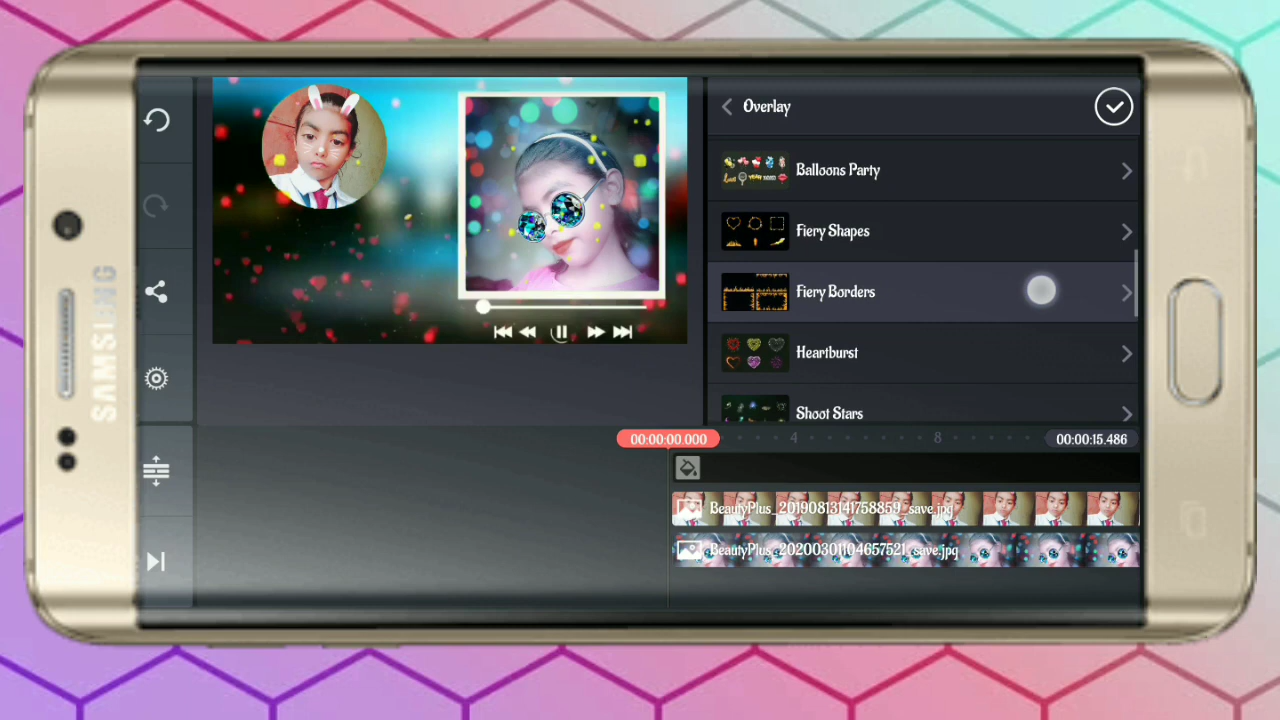 SAMSUNG
Overlay
Balloons Party
Fiery Shapes
Fiery Borders
Heartburst
Shoot Stars
00:00:00.000
4
8
00:00:15.486
BeautyPlus_20190813141758859_save.jpg
BeautyPlus_20200301104657521_save.jpg